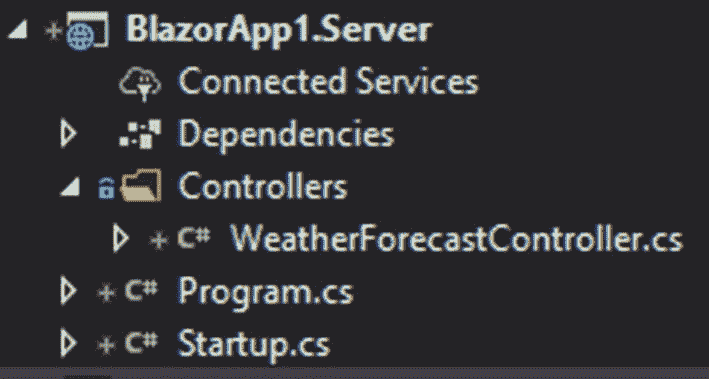 BlazorApp1.Server
Connected Services
Dependencies
Controllers
C# WeatherForecastController.cs
C# Program.cs
C# Startup.cs